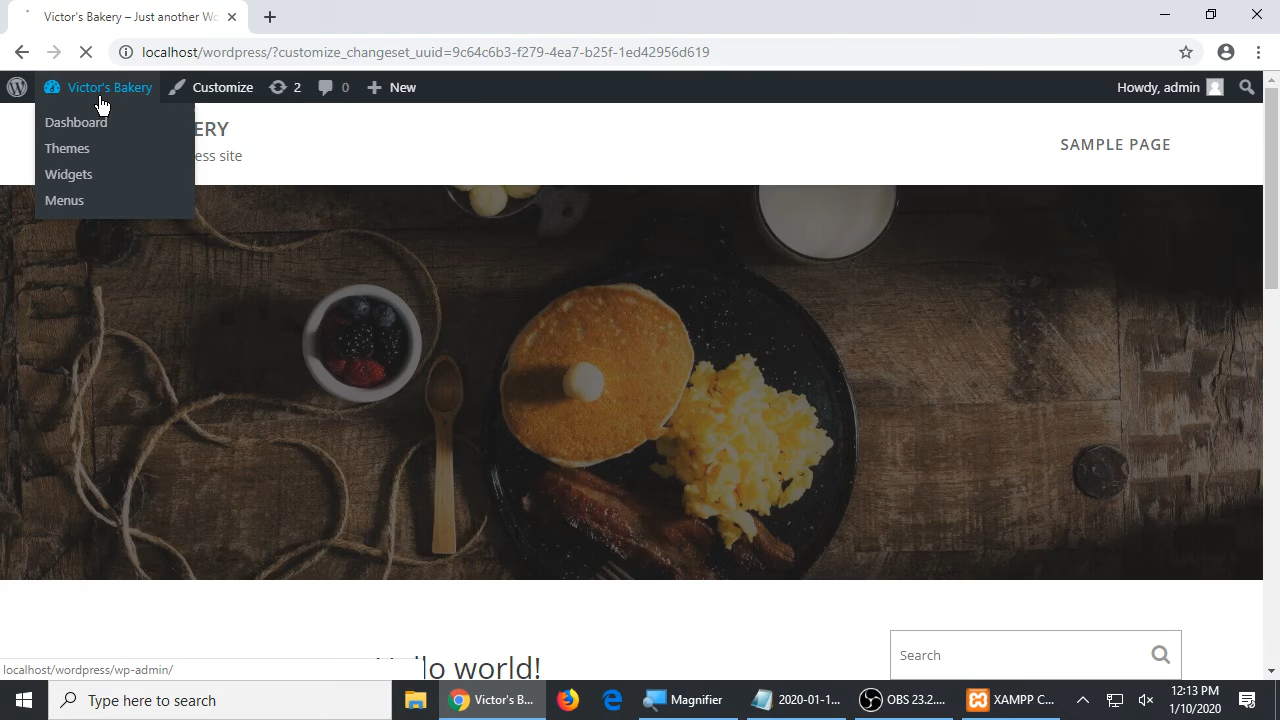 Victor's Bakery – Just another Wo
localhost/wordpress/?customize_changeset_uuid=9c64c6b3-f279-4ea7-b25f-1ed42956d619
Victor's Bakery
Customize
2
0
New
Howdy, admin
Dashboard
Themes
Widgets
Menus
ERY
ess site
SAMPLE PAGE
Search
lo world!
localhost/wordpress/wp-admin/
Type here to search
Victor's B...
Magnifier
2020-01-1...
OBS 23.2....
XAMPP C...
12:13 PM
1/10/2020